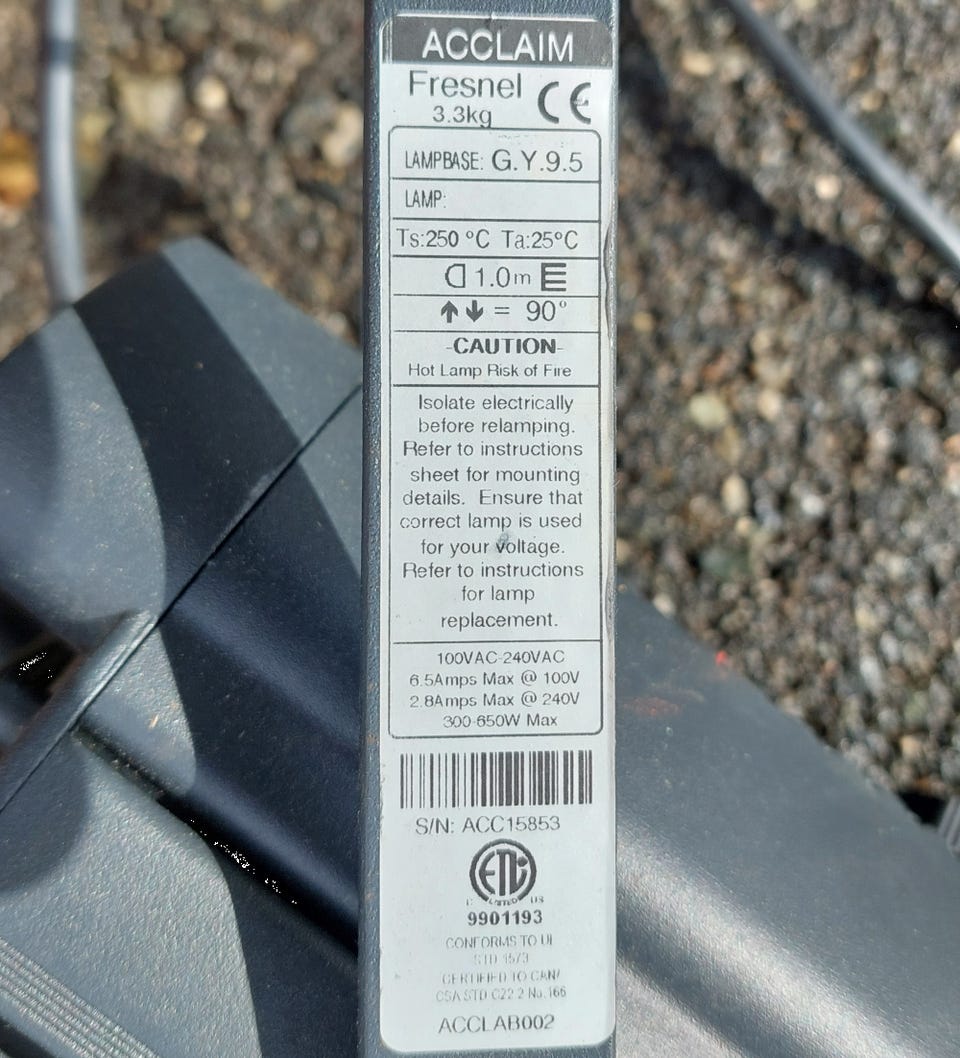 ACCLAIM
Fresnel
3.3kg CE
LAMPBASE: G.Y.9.5
LAMP:
Ts:250 °C Ta:25°C
1.0m
= 90°
-CAUTION-
Hot Lamp Risk of Fire
Isolate electrically
before relamping.
Refer to instructions
sheet for mounting
details. Ensure that
correct lamp is used
for your voltage.
Refer to instructions
for lamp
replacement.
100VAC-240VAC
6.5Amps Max @ 100V
2.8Amps Max @ 240V
300-650W Max
S/N: ACC15853
ETL
C LISTED US
9901193
CONFORMS TO UL
STD 1573
CERTIFIED TO CAN/
CSA STD C22.2 No.166
ACCLAB002